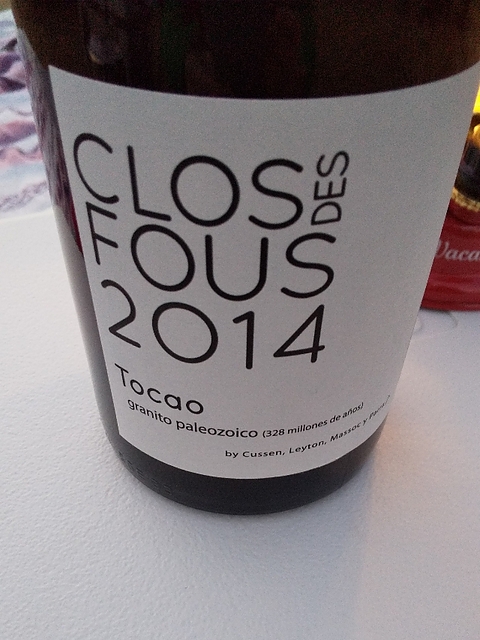 CLOS DES
FOUS
2014
Tocao
granito paleozoico (328 millones de años)
by Cussen, Leyton, Massoc y